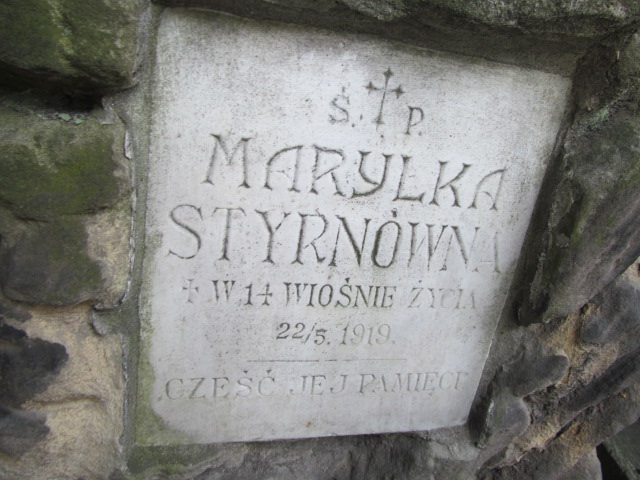 Ś. † P.
MARYLKA
STYRNÓWNA
† W 14 WIOŚNIE ŻYCIA
22/5. 1919.
CZEŚĆ JEJ PAMIĘCI